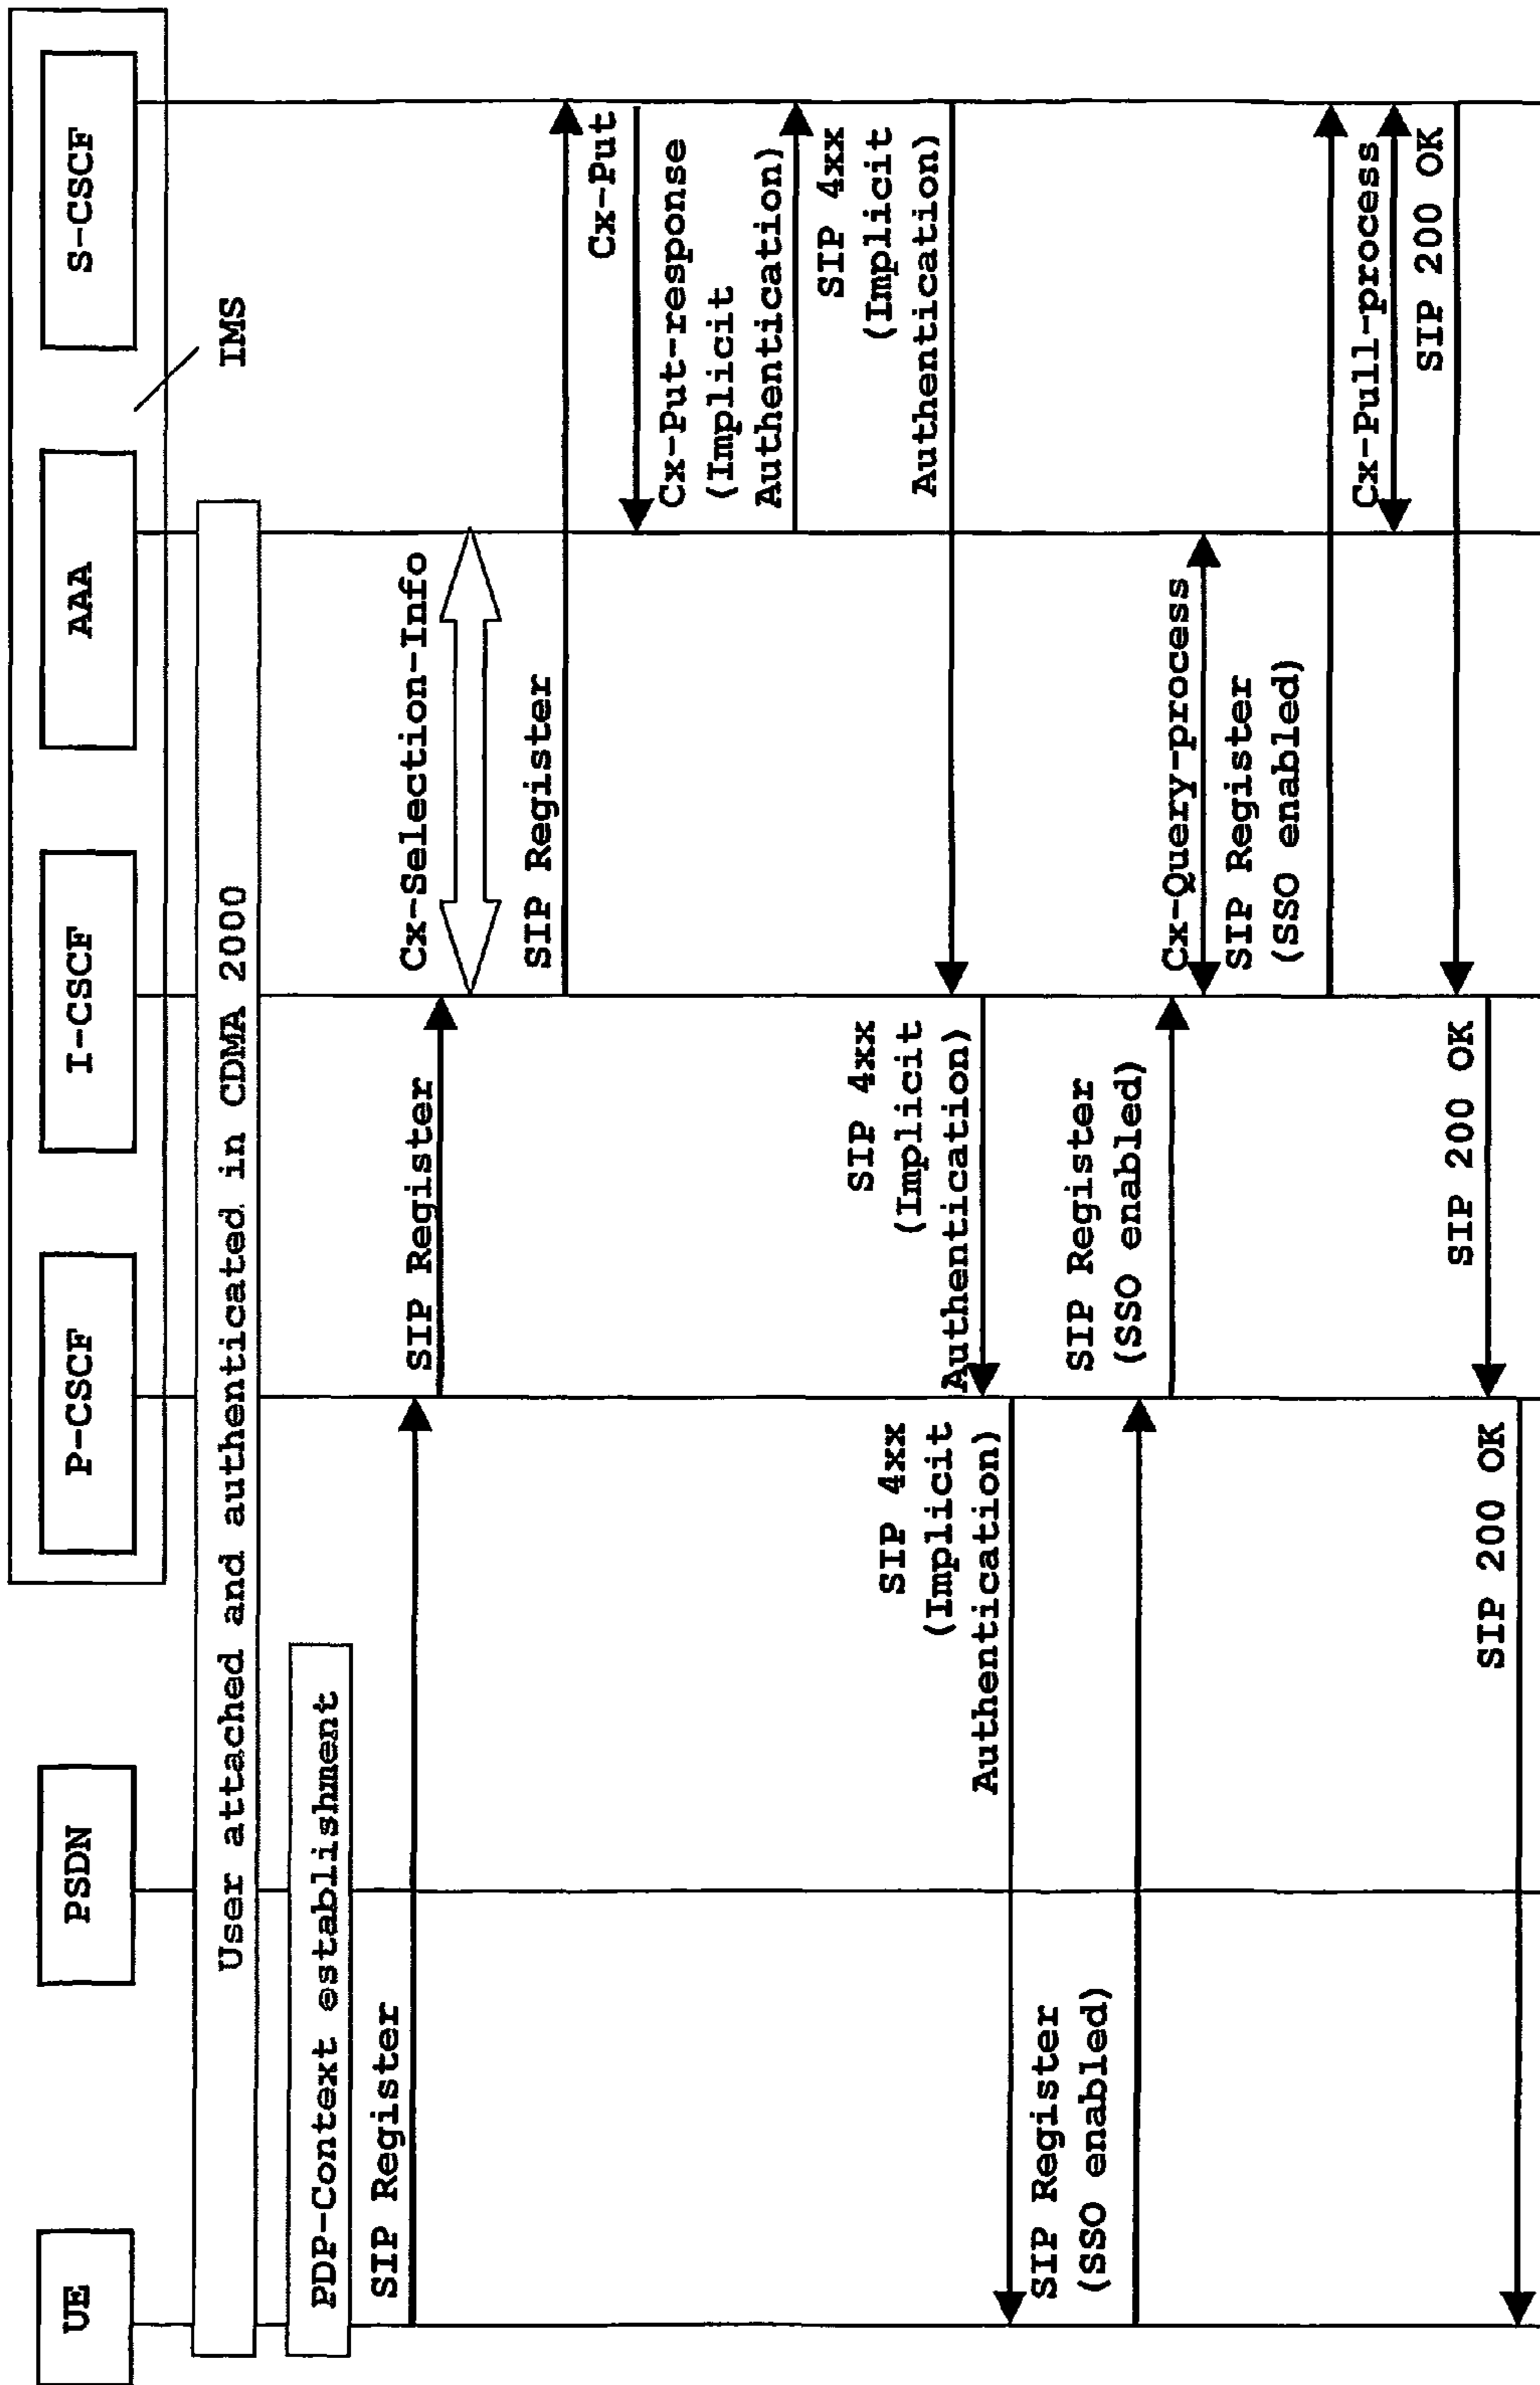 UE
PSDN
P-CSCF
I-CSCF
AAA
S-CSCF
IMS
User attached and authenticated in CDMA 2000
PDP-Context establishment
SIP Register
SIP Register
Cx-Selection-Info
SIP Register
Cx-Put
Cx-Put-response
(Implicit
Authentication)
SIP 4xx
(Implicit
Authentication)
SIP 4xx
(Implicit
Authentication)
SIP 4xx
(Implicit
Authentication)
SIP Register
(SSO enabled)
SIP Register
(SSO enabled)
Cx-Query-process
SIP Register
(SSO enabled)
Cx-Pull-process
SIP 200 OK
SIP 200 OK
SIP 200 OK